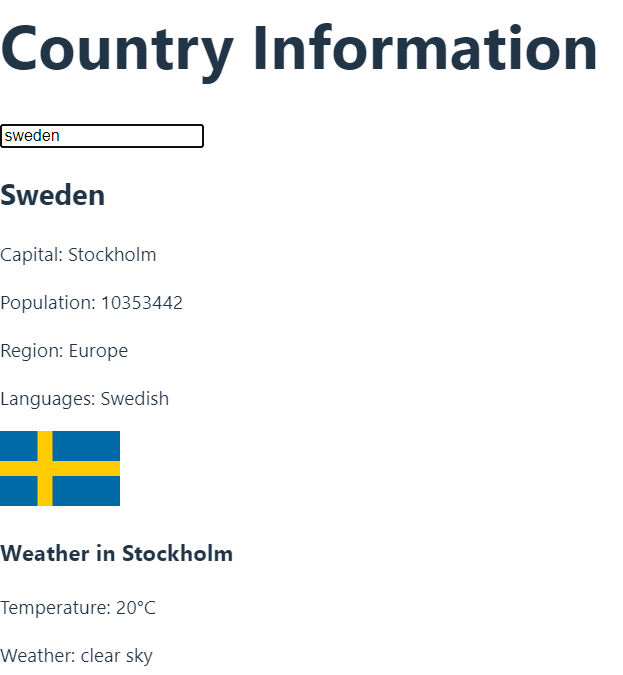 Country Information
sweden
Sweden
Capital: Stockholm
Population: 10353442
Region: Europe
Languages: Swedish
Weather in Stockholm
Temperature: 20°C
Weather: clear sky